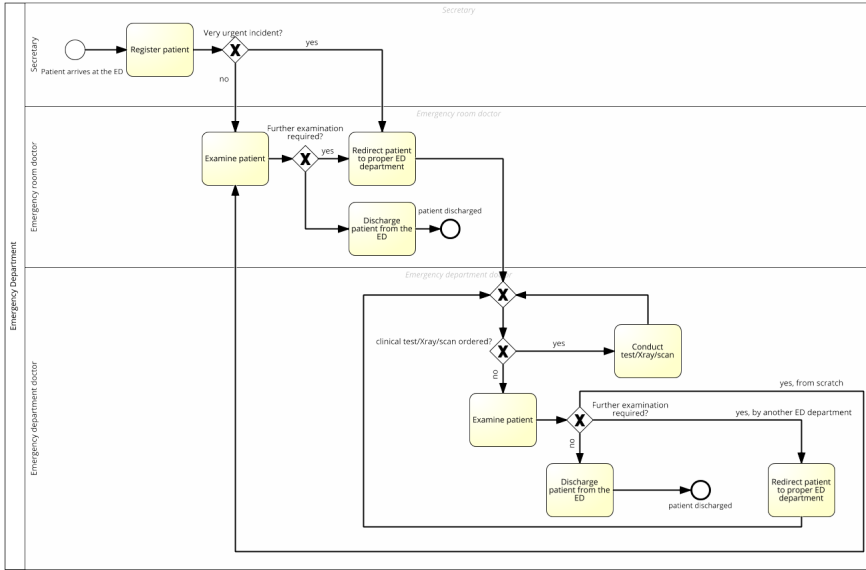 Secretary
Very urgent incident?
Secretary
Register patient
yes
Patient arrives at the ED
no
Emergency room doctor
Further examination
required?
Emergency room doctor
Examine patient
yes
Redirect patient
to proper ED
department
Discharge
patient from the
ED
patient discharged
Emergency Department
Emergency department doctor
clinical test/Xray/scan ordered?
yes
Conduct
test/Xray/scan
no
Emergency department doctor
Examine patient
yes, from scratch
Further examination
required?
yes, by another ED department
no
Discharge
patient from the
ED
patient discharged
Redirect patient
to proper ED
department